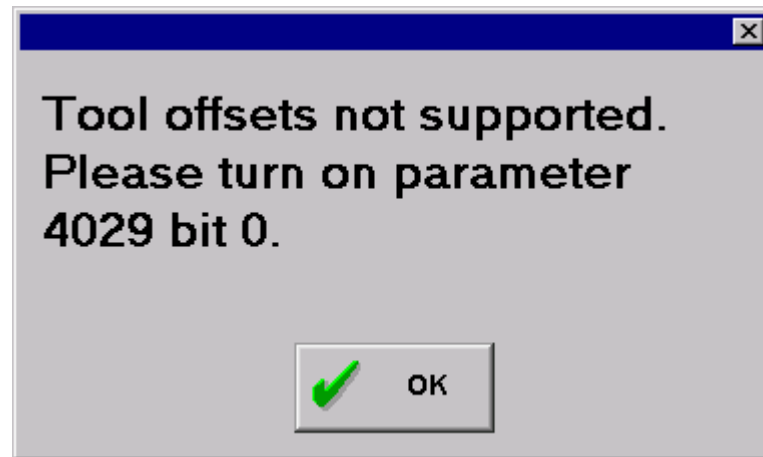 Tool offsets not supported.
Please turn on parameter
4029 bit 0.
OK